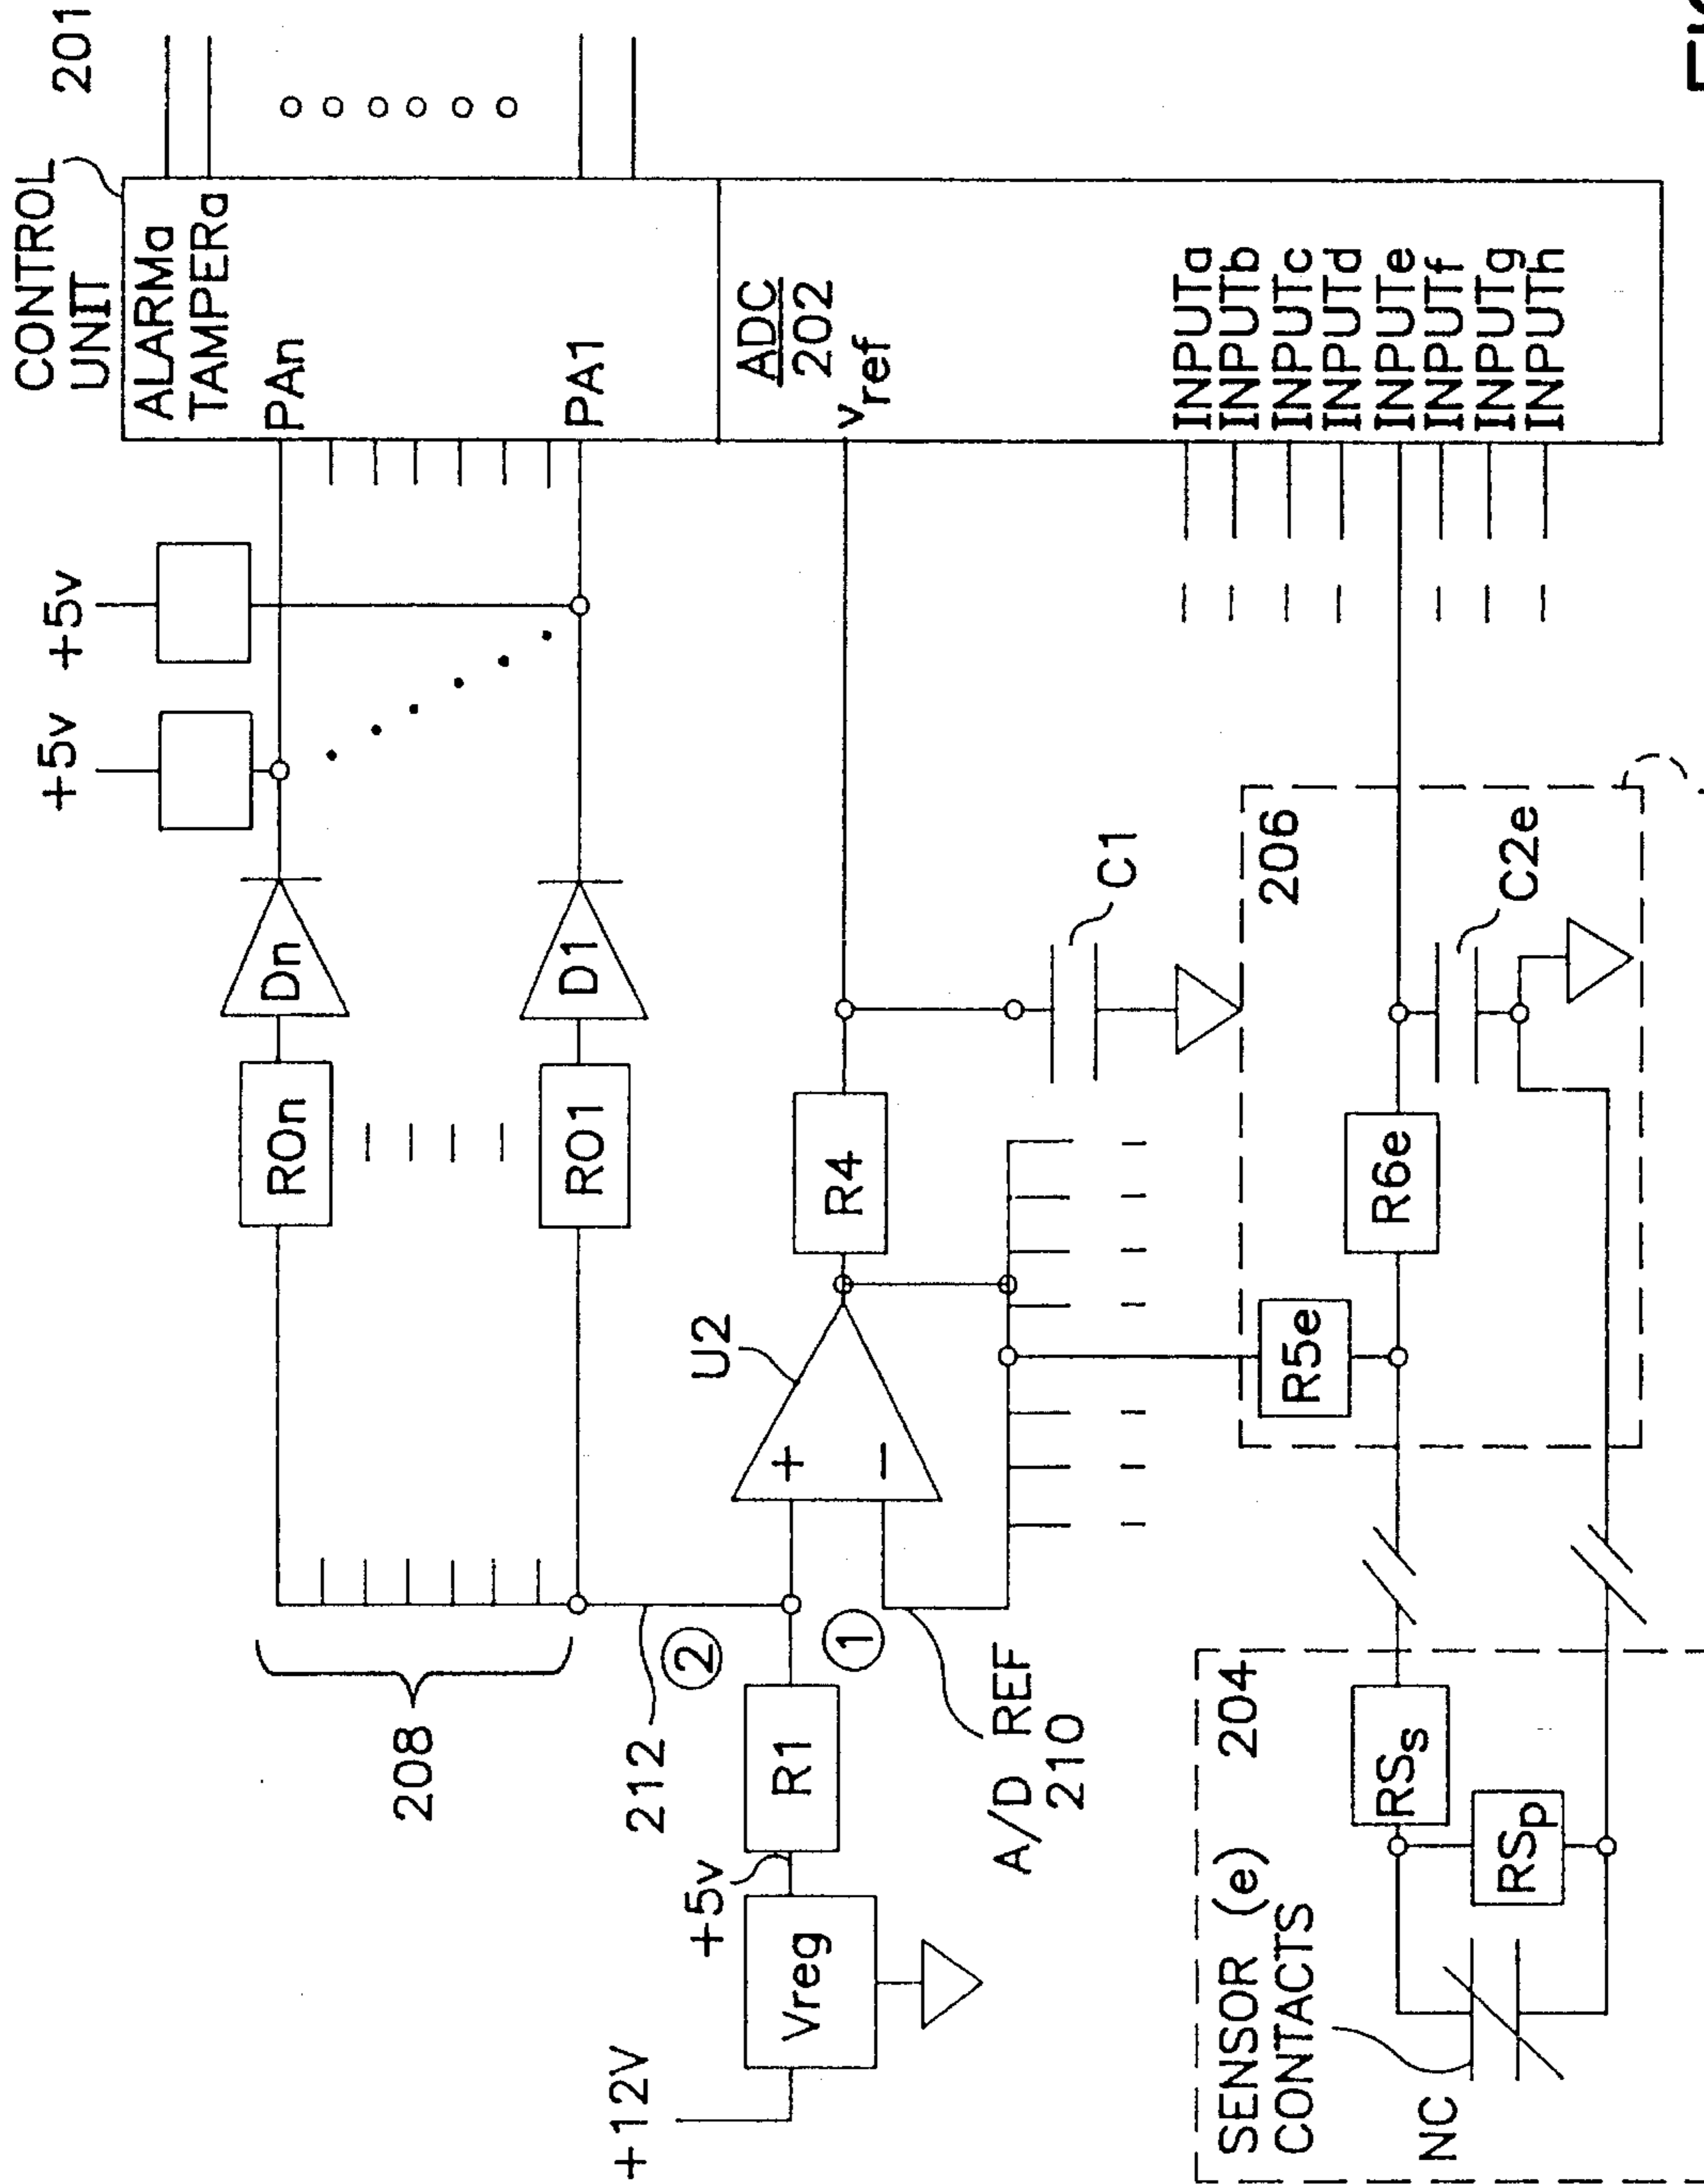 CONTROL
UNIT
201
+5v
+5v
ALARMa
TAMPERa
PAn
PA1
ROn
Dn
RO1
D1
208
212
2
ADC
202
Vref
U2
+12V
+5v
Vreg
R1
+
−
1
R4
C1
A/D REF
210
INPUTa
INPUTb
INPUTc
INPUTd
INPUTe
INPUTf
INPUTg
INPUTh
206
R5e
R6e
C2e
SENSOR (e)
CONTACTS
204
NC
RSs
RSp